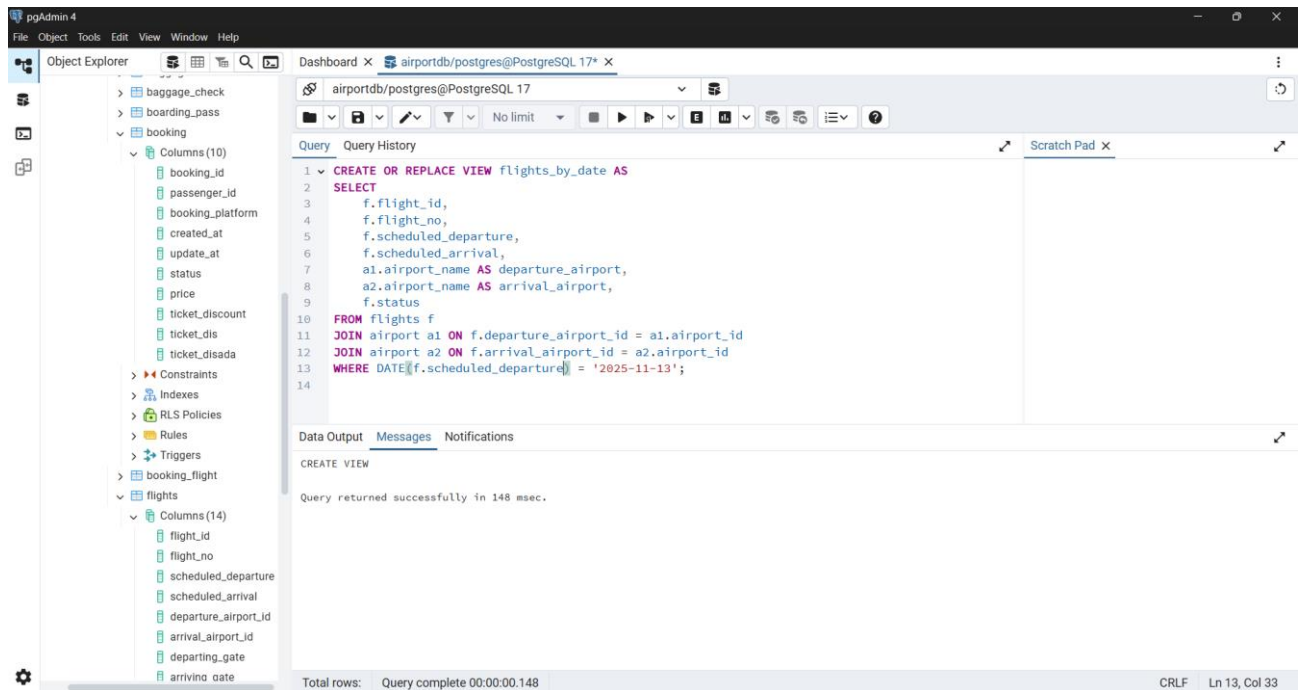 pgAdmin 4
File Object Tools Edit View Window Help
Object Explorer
Dashboard
airportdb/postgres@PostgreSQL 17*
baggage_check
boarding_pass
booking
Columns (10)
booking_id
passenger_id
booking_platform
created_at
update_at
status
price
ticket_discount
ticket_dis
ticket_disada
Constraints
Indexes
RLS Policies
Rules
Triggers
booking_flight
flights
Columns (14)
flight_id
flight_no
scheduled_departure
scheduled_arrival
departure_airport_id
arrival_airport_id
departing_gate
arriving_gate
airportdb/postgres@PostgreSQL 17
No limit
E
Query Query History
Scratch Pad
1 CREATE OR REPLACE VIEW flights_by_date AS
2 SELECT
3 f.flight_id,
4 f.flight_no,
5 f.scheduled_departure,
6 f.scheduled_arrival,
7 a1.airport_name AS departure_airport,
8 a2.airport_name AS arrival_airport,
9 f.status
10 FROM flights f
11 JOIN airport a1 ON f.departure_airport_id = a1.airport_id
12 JOIN airport a2 ON f.arrival_airport_id = a2.airport_id
13 WHERE DATE(f.scheduled_departure) = '2025-11-13';
14
Data Output Messages Notifications
CREATE VIEW
Query returned successfully in 148 msec.
Total rows: Query complete 00:00:00.148
CRLF Ln 13, Col 33